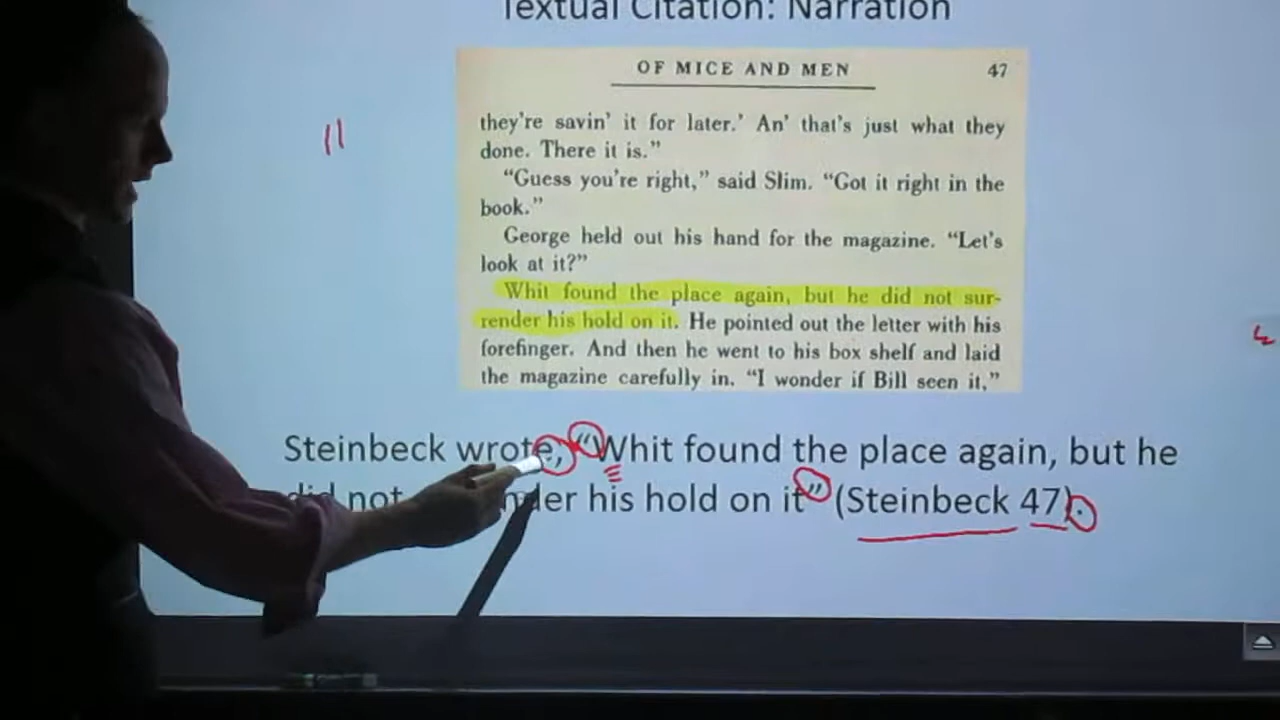 Textual Citation: Narration
OF MICE AND MEN 47
they're savin' it for later.' An' that's just what they
done. There it is."
"Guess you're right," said Slim. "Got it right in the
book."
George held out his hand for the magazine. "Let's
look at it?"
Whit found the place again, but he did not sur-
render his hold on it. He pointed out the letter with his
forefinger. And then he went to his box shelf and laid
the magazine carefully in. "I wonder if Bill seen it,"
Steinbeck wrote, "Whit found the place again, but he
did not his hold on it" (Steinbeck 47).